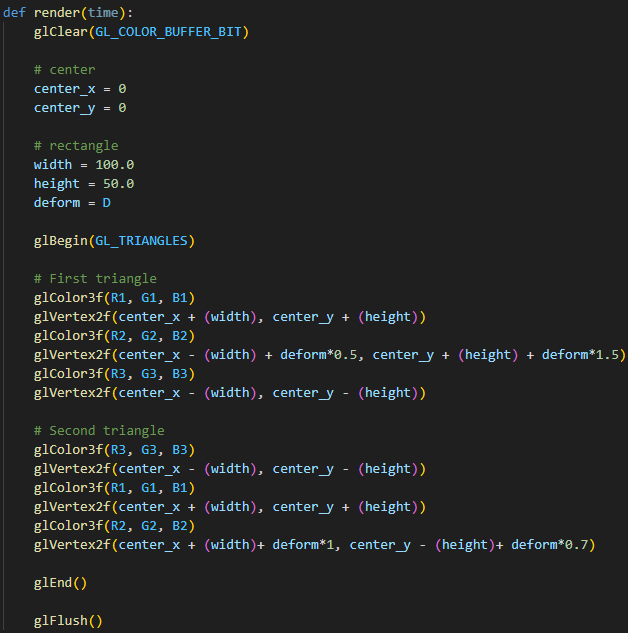 def render(time):
    glClear(GL_COLOR_BUFFER_BIT)

    # center
    center_x = 0
    center_y = 0

    # rectangle
    width = 100.0
    height = 50.0
    deform = D

    glBegin(GL_TRIANGLES)

    # First triangle
    glColor3f(R1, G1, B1)
    glVertex2f(center_x + (width), center_y + (height))
    glColor3f(R2, G2, B2)
    glVertex2f(center_x - (width) + deform*0.5, center_y + (height) + deform*1.5)
    glColor3f(R3, G3, B3)
    glVertex2f(center_x - (width), center_y - (height))

    # Second triangle
    glColor3f(R3, G3, B3)
    glVertex2f(center_x - (width), center_y - (height))
    glColor3f(R1, G1, B1)
    glVertex2f(center_x + (width), center_y + (height))
    glColor3f(R2, G2, B2)
    glVertex2f(center_x + (width)+ deform*1, center_y - (height)+ deform*0.7)

    glEnd()

    glFlush()